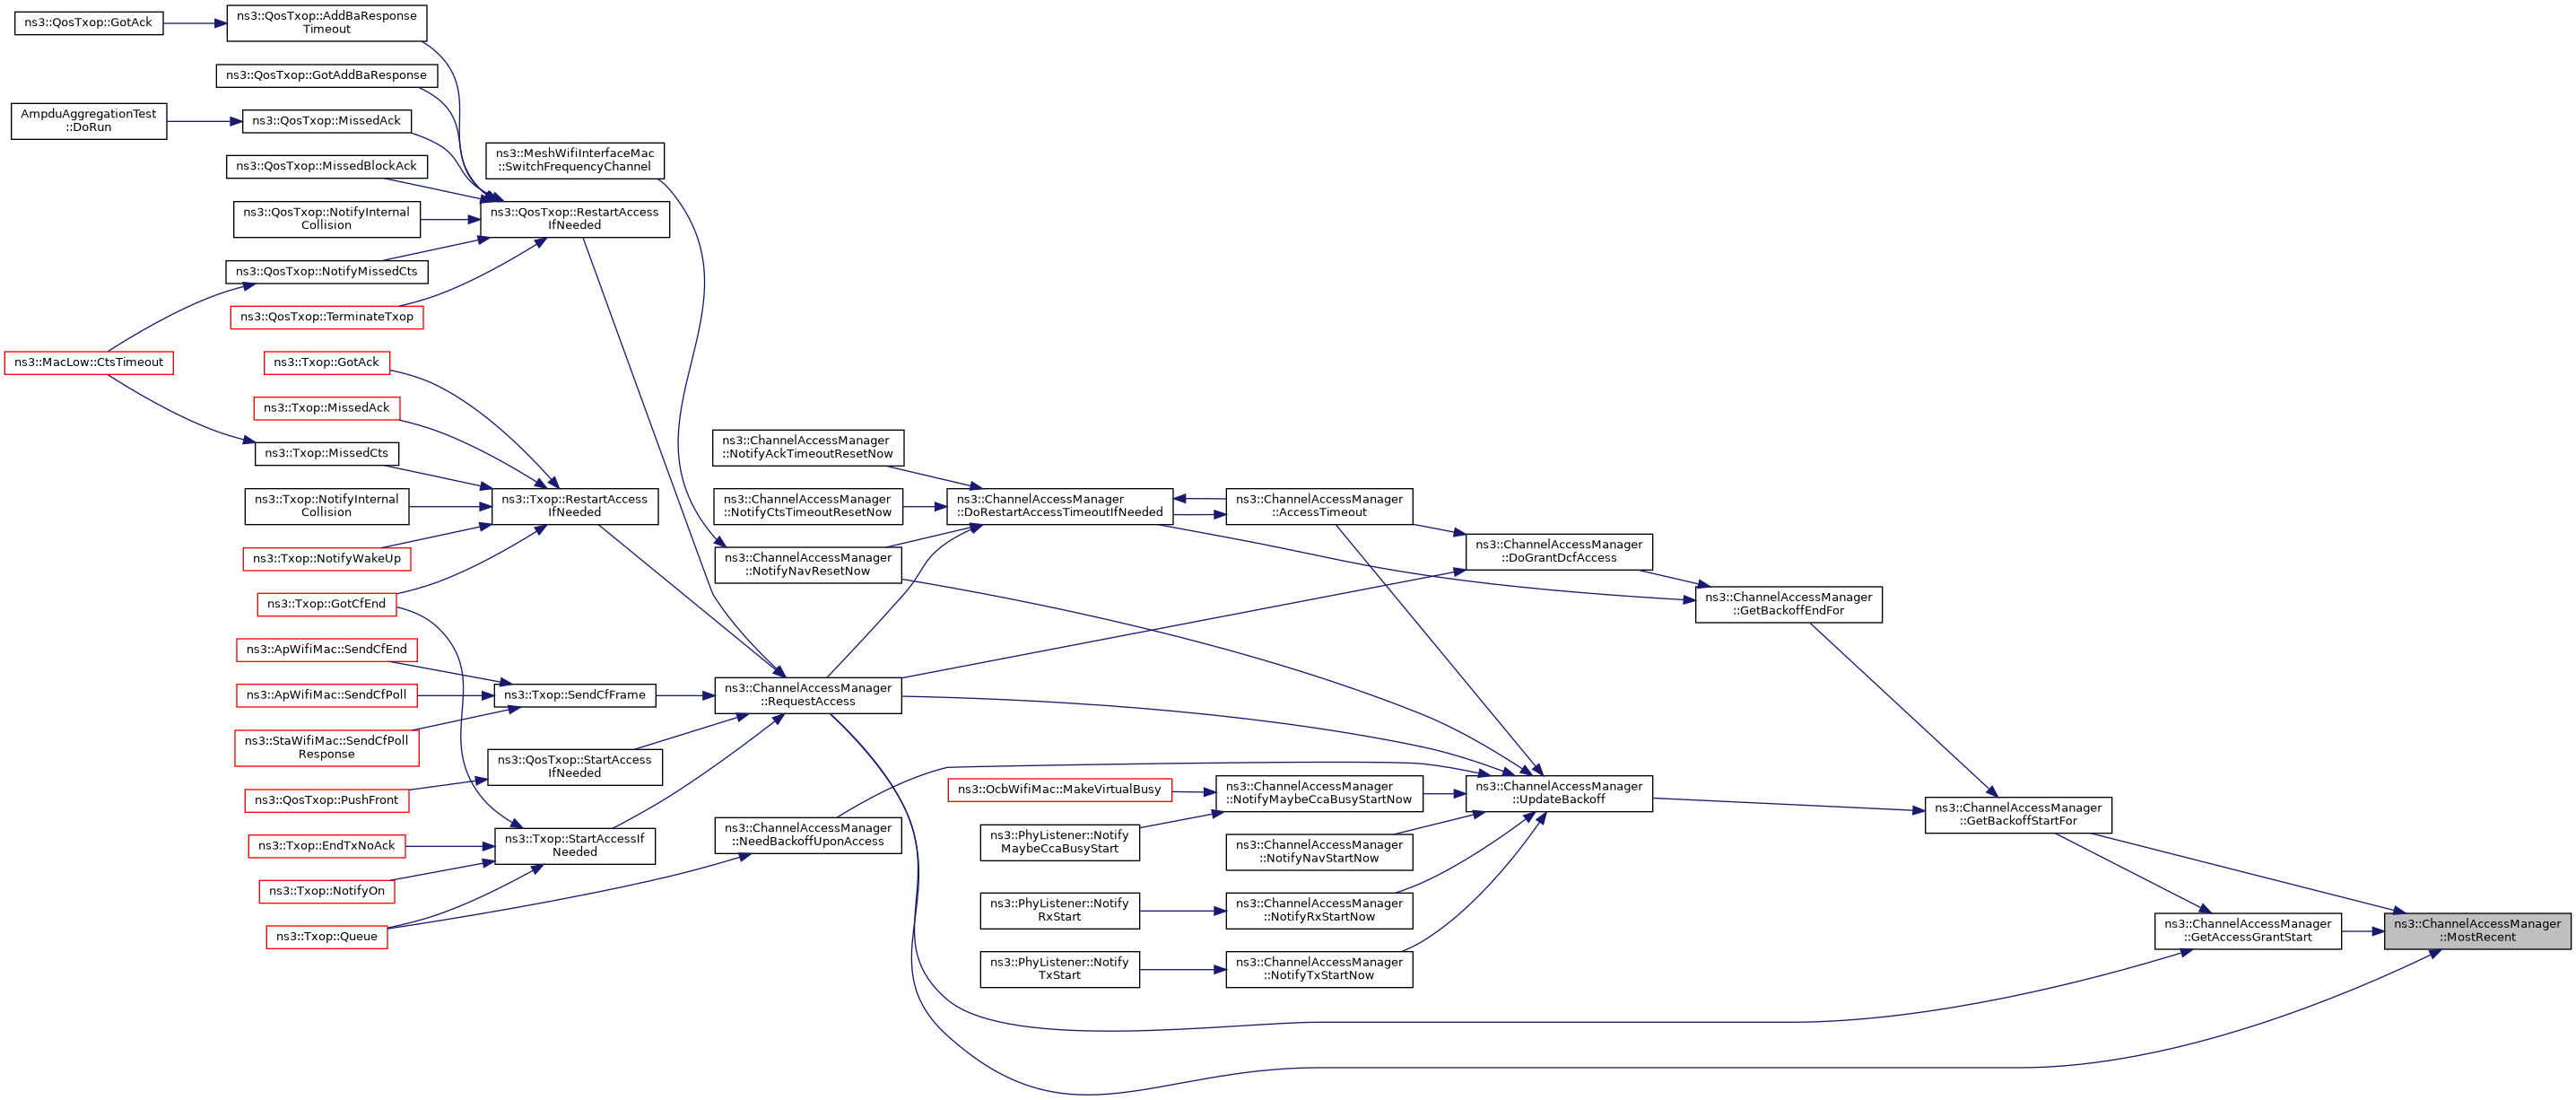 ns3::QosTxop::GotAck
ns3::QosTxop::AddBaResponse
Timeout
ns3::QosTxop::GotAddBaResponse
AmpduAggregationTest
::DoRun
ns3::QosTxop::MissedAck
ns3::QosTxop::MissedBlockAck
ns3::QosTxop::NotifyInternal
Collision
ns3::QosTxop::NotifyMissedCts
ns3::QosTxop::TerminateTxop
ns3::MacLow::CtsTimeout
ns3::Txop::GotAck
ns3::Txop::MissedAck
ns3::Txop::MissedCts
ns3::Txop::NotifyInternal
Collision
ns3::Txop::NotifyWakeUp
ns3::Txop::GotCfEnd
ns3::ApWifiMac::SendCfEnd
ns3::ApWifiMac::SendCfPoll
ns3::StaWifiMac::SendCfPoll
Response
ns3::QosTxop::PushFront
ns3::Txop::EndTxNoAck
ns3::Txop::NotifyOn
ns3::Txop::Queue
ns3::MeshWifiInterfaceMac
::SwitchFrequencyChannel
ns3::QosTxop::RestartAccess
IfNeeded
ns3::Txop::RestartAccess
IfNeeded
ns3::Txop::SendCfFrame
ns3::QosTxop::StartAccess
IfNeeded
ns3::Txop::StartAccessIf
Needed
ns3::ChannelAccessManager
::NotifyAckTimeoutResetNow
ns3::ChannelAccessManager
::NotifyCtsTimeoutResetNow
ns3::ChannelAccessManager
::NotifyNavResetNow
ns3::ChannelAccessManager
::RequestAccess
ns3::ChannelAccessManager
::NeedBackoffUponAccess
ns3::ChannelAccessManager
::DoRestartAccessTimeoutIfNeeded
ns3::OcbWifiMac::MakeVirtualBusy
ns3::PhyListener::Notify
MaybeCcaBusyStart
ns3::PhyListener::Notify
RxStart
ns3::PhyListener::Notify
TxStart
ns3::ChannelAccessManager
::AccessTimeout
ns3::ChannelAccessManager
::NotifyMaybeCcaBusyStartNow
ns3::ChannelAccessManager
::NotifyNavStartNow
ns3::ChannelAccessManager
::NotifyRxStartNow
ns3::ChannelAccessManager
::NotifyTxStartNow
ns3::ChannelAccessManager
::DoGrantDcfAccess
ns3::ChannelAccessManager
::UpdateBackoff
ns3::ChannelAccessManager
::GetBackoffEndFor
ns3::ChannelAccessManager
::GetBackoffStartFor
ns3::ChannelAccessManager
::GetAccessGrantStart
ns3::ChannelAccessManager
::MostRecent